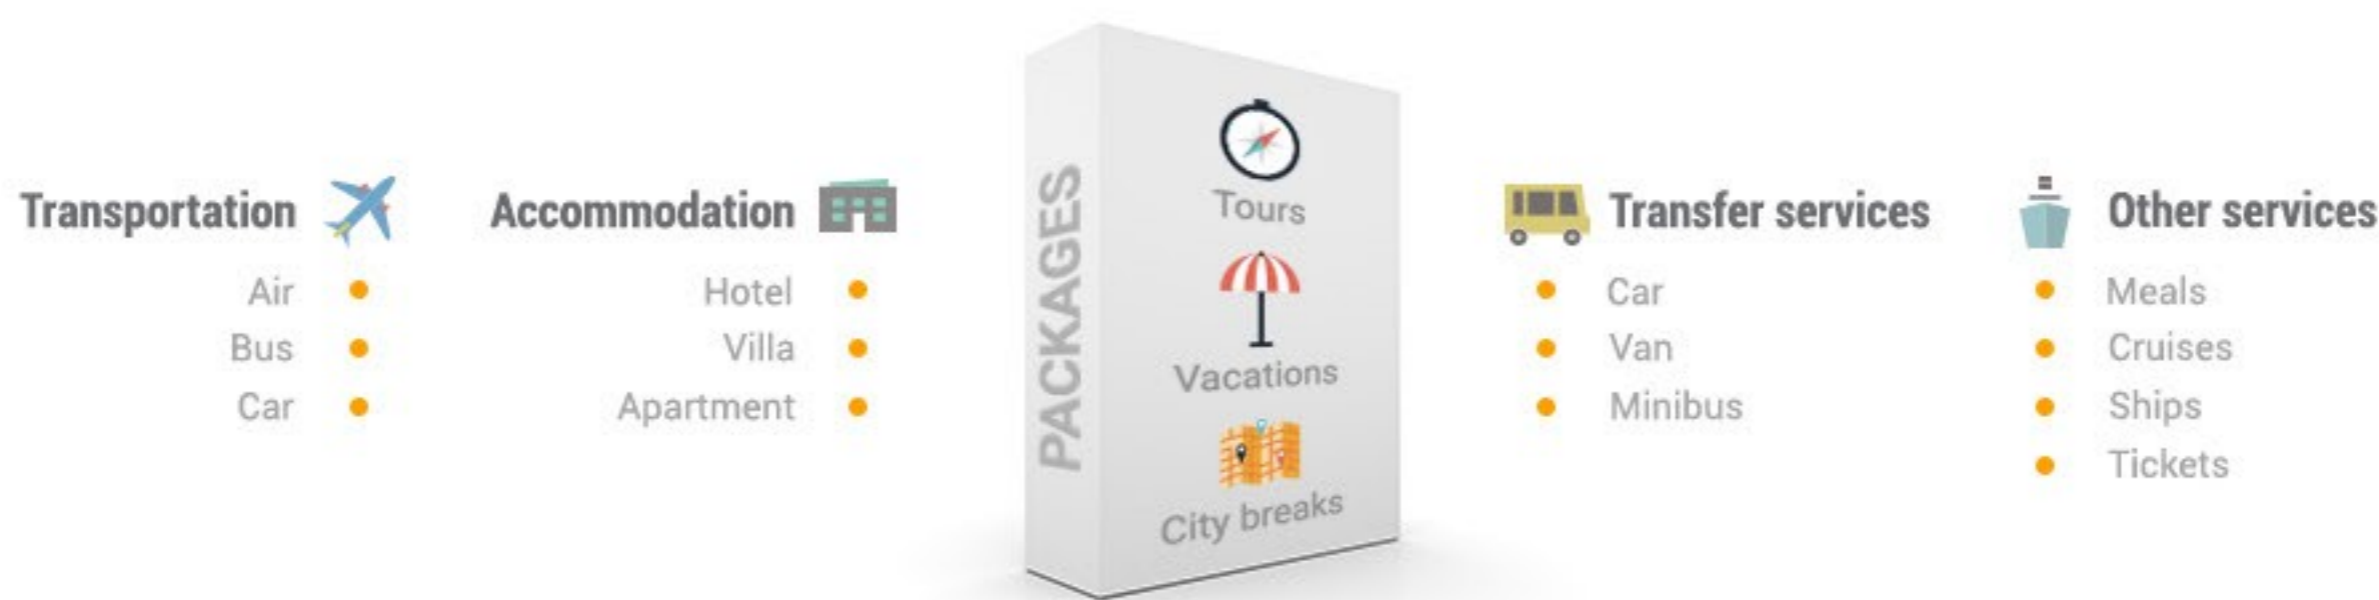 Transportation
Air
Bus
Car
Accommodation
Hotel
Villa
Apartment
PACKAGES
Tours
Vacations
City breaks
Transfer services
Car
Van
Minibus
Other services
Meals
Cruises
Ships
Tickets